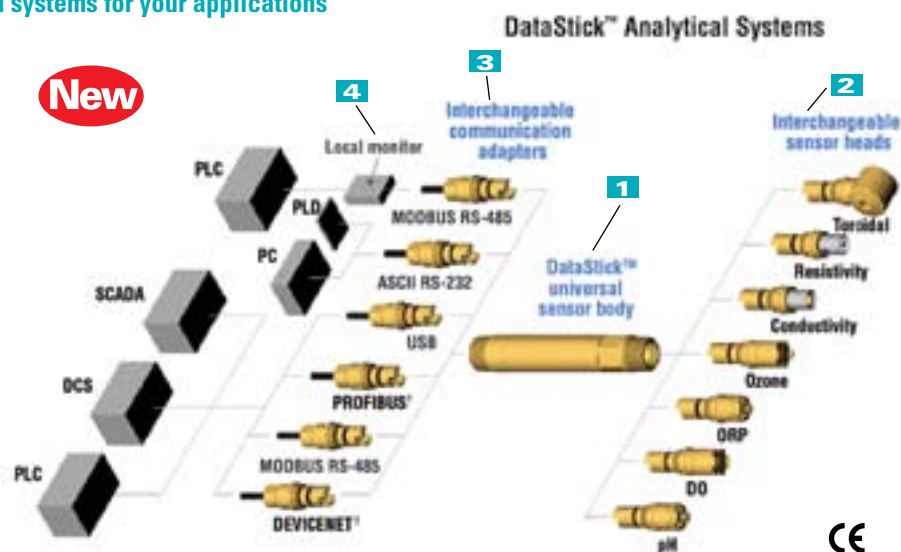 l systems for your applications
DataStick™ Analytical Systems
New
4
3
2
Interchangeable
communication
adapters
Interchangeable
sensor heads
Local monitor
PLC
PLD
PC
MODBUS RS-485
1
Toroidal
ASCII RS-232
DataStick™
universal
sensor body
Resistivity
SCADA
USB
Conductivity
DCS
PROFIBUS
Ozone
ORP
MODBUS RS-485
PLC
DO
DEVICENET
pH
CE